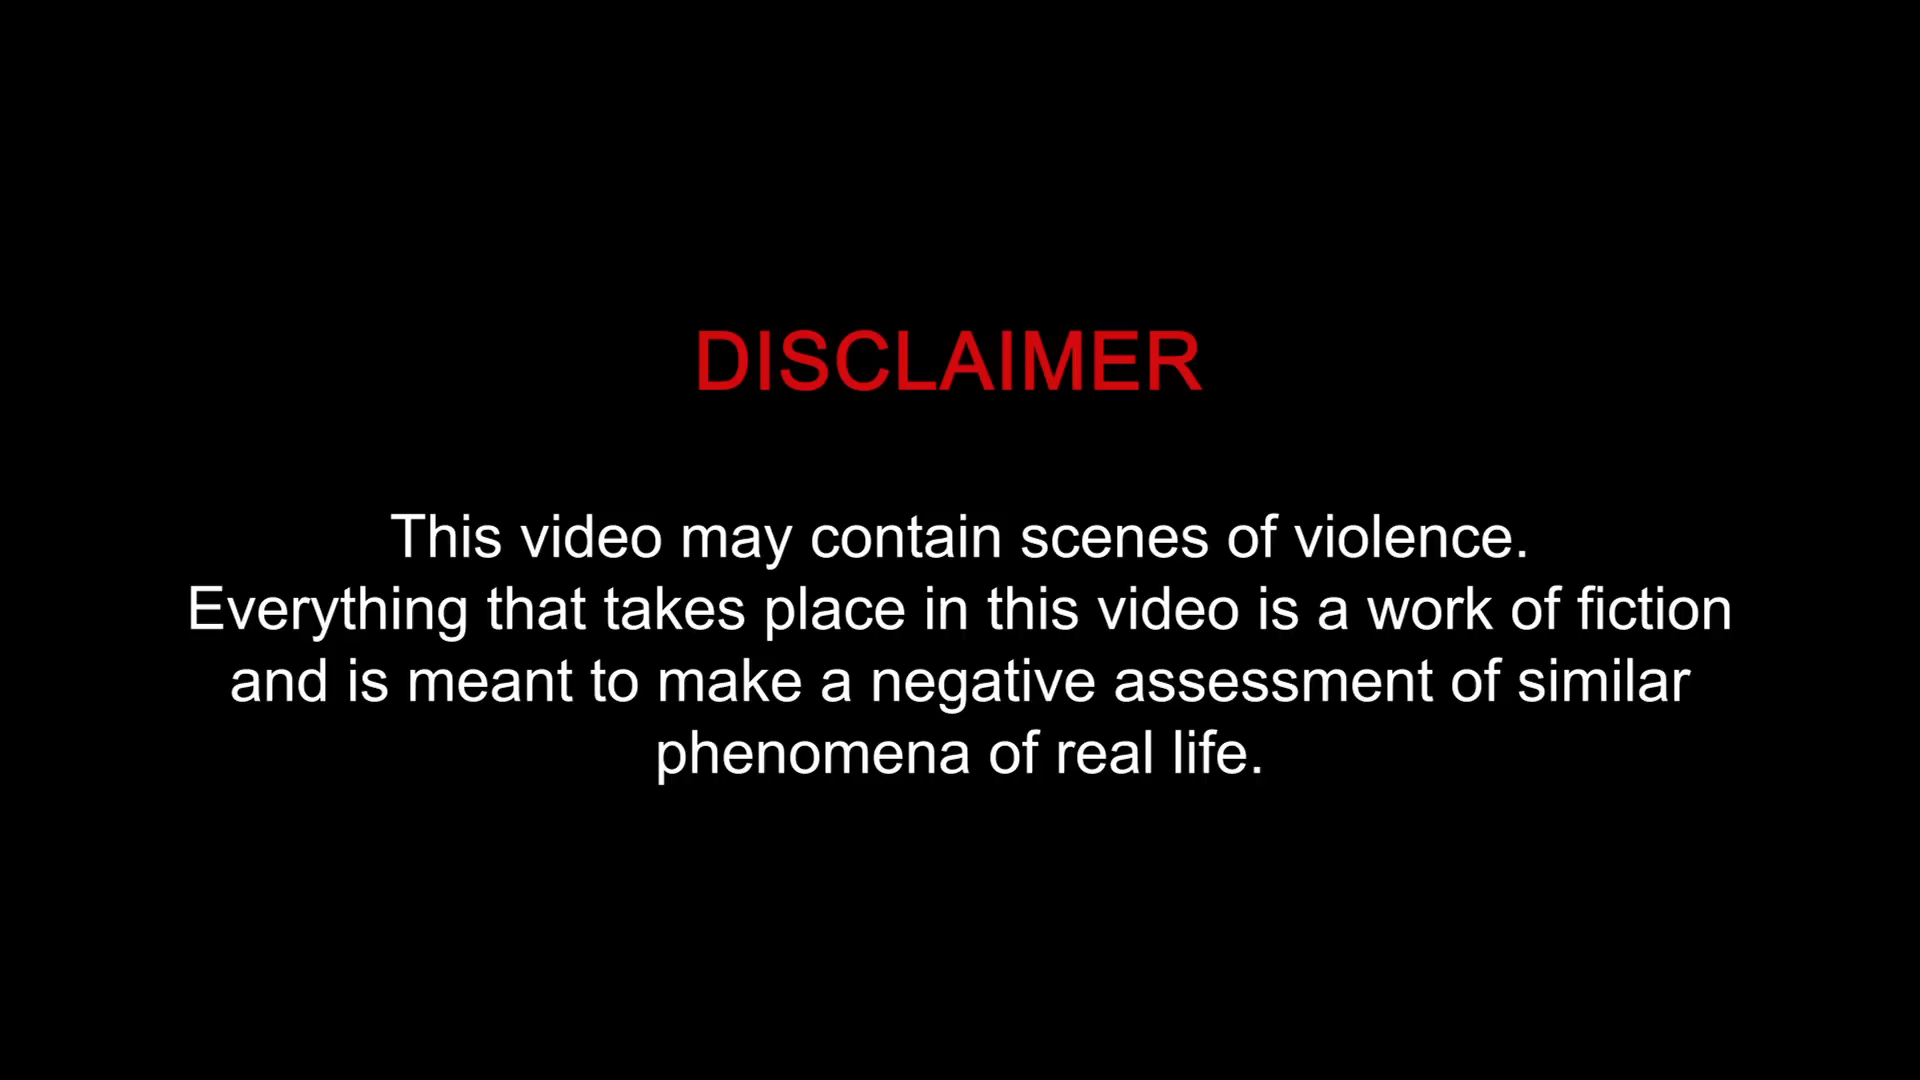 DISCLAIMER
This video may contain scenes of violence.
Everything that takes place in this video is a work of fiction
and is meant to make a negative assessment of similar
phenomena of real life.